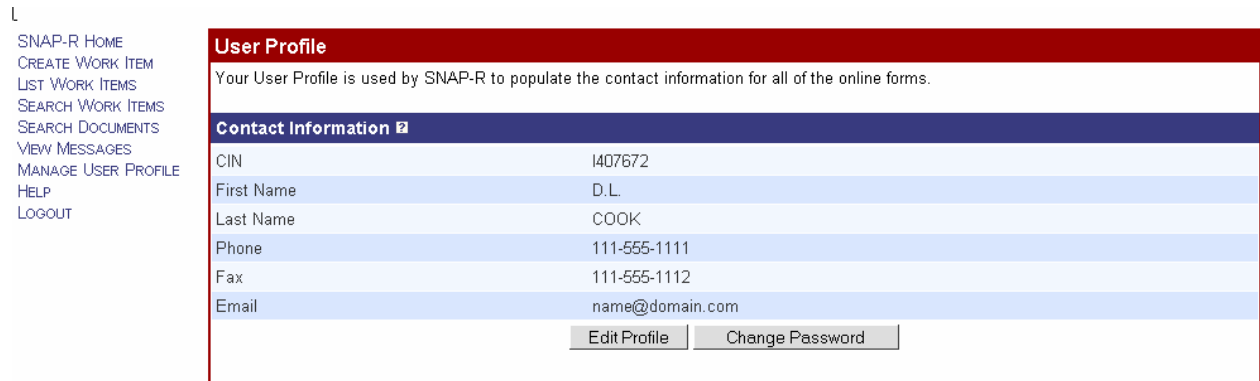 SNAP-R HOME
CREATE WORK ITEM
LIST WORK ITEMS
SEARCH WORK ITEMS
SEARCH DOCUMENTS
VIEW MESSAGES
MANAGE USER PROFILE
HELP
LOGOUT
User Profile
Your User Profile is used by SNAP-R to populate the contact information for all of the online forms.
Contact Information ?
CIN I407672
First Name D.L.
Last Name COOK
Phone 111-555-1111
Fax 111-555-1112
Email name@domain.com
Edit Profile Change Password